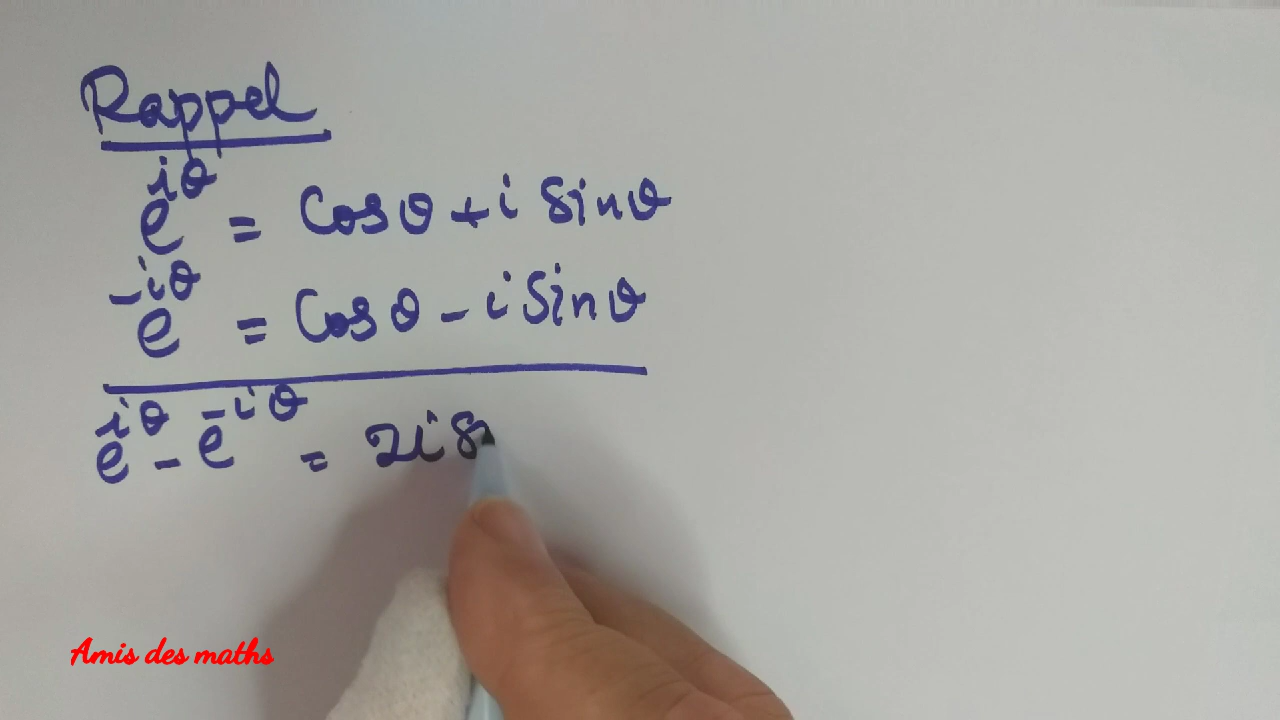 Rappel
e^{iθ} = Cosθ + i Sinθ
e^{-iθ} = Cosθ - i Sinθ
e^{iθ} - e^{-iθ} = 2i
Amis des maths